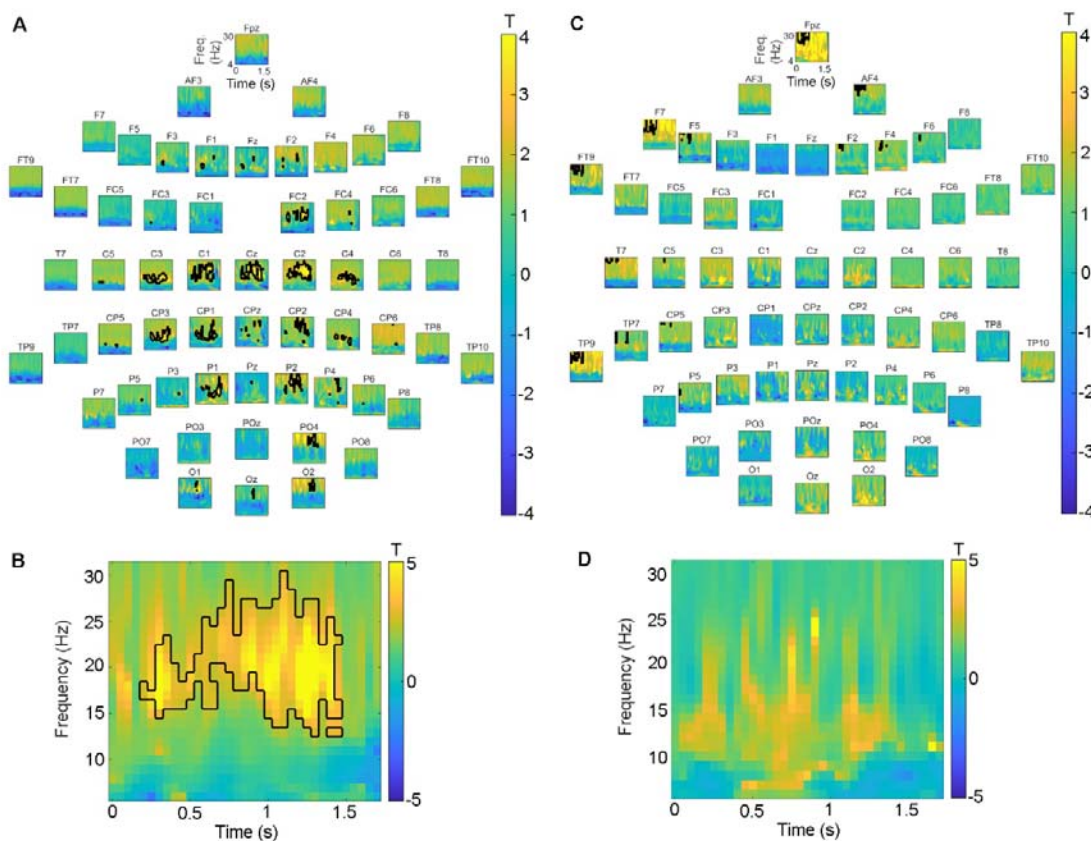 A
T
Fpz
30
Freq.
(Hz)
4
0 1.5
Time (s)
AF3 AF4
F7 F5 F3 F1 Fz F2 F4 F6 F8
FT9 FT7 FC5 FC3 FC1 FC2 FC4 FC6 FT8 FT10
T7 C5 C3 C1 Cz C2 C4 C6 T8
TP9 TP7 CP5 CP3 CP1 CPz CP2 CP4 CP6 TP8 TP10
P7 P5 P3 P1 Pz P2 P4 P6 P8
PO7 PO3 POz PO4 PO8
O1 Oz O2
4
3
2
1
0
-1
-2
-3
-4
C
T
Fpz
30
Freq.
(Hz)
4
0 1.5
Time (s)
AF3 AF4
F7 F5 F3 F1 Fz F2 F4 F6 F8
FT9 FT7 FC5 FC3 FC1 FC2 FC4 FC6 FT8 FT10
T7 C5 C3 C1 Cz C2 C4 C6 T8
TP9 TP7 CP5 CP3 CP1 CPz CP2 CP4 CP6 TP8 TP10
P7 P5 P3 P1 Pz P2 P4 P6 P8
PO7 PO3 POz PO4 PO8
O1 Oz O2
4
3
2
1
0
-1
-2
-3
-4
B
T
Frequency (Hz)
30
25
20
15
10
0 0.5 1 1.5
Time (s)
5
0
-5
D
T
Frequency (Hz)
30
25
20
15
10
0 0.5 1 1.5
Time (s)
5
0
-5